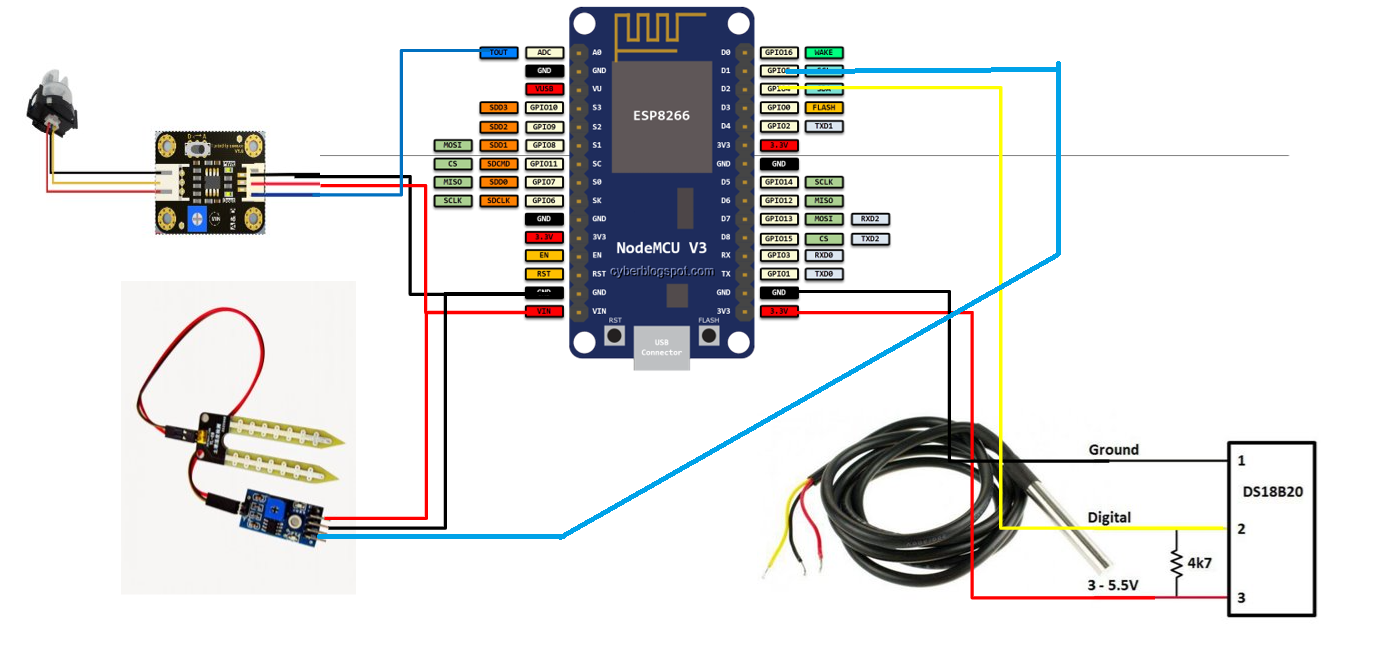 TOUT ADC A0 D0 GPIO16 WAKE
GND GND D1
VUSB VU D2
SDD3 GPIO10 S3 D3 GPIO0 FLASH
ESP8266
SDD2 GPIO9 S2 D4 GPIO2 TXD1
MOSI SDD1 GPIO8 S1 3V3 3.3V
CS SDCMD GPIO11 SC GND GND
MISO SDD0 GPIO7 S0 D5 GPIO14 SCLK
SCLK SDCLK GPIO6 SK D6 GPIO12 MISO
GND GND D7 GPIO13 MOSI RXD2
3.3V 3V3 D8 GPIO15 CS TXD2
NodeMCU V3
EN EN RX GPIO3 RXD0
cyberblogspot.com
RST RST TX GPIO1 TXD0
GND GND GND
VIN VIN 3V3 3.3V
RST FLASH
USB
Connector
D A
Ground
1
DS18B20
Digital
2
4k7
3 - 5.5V
3